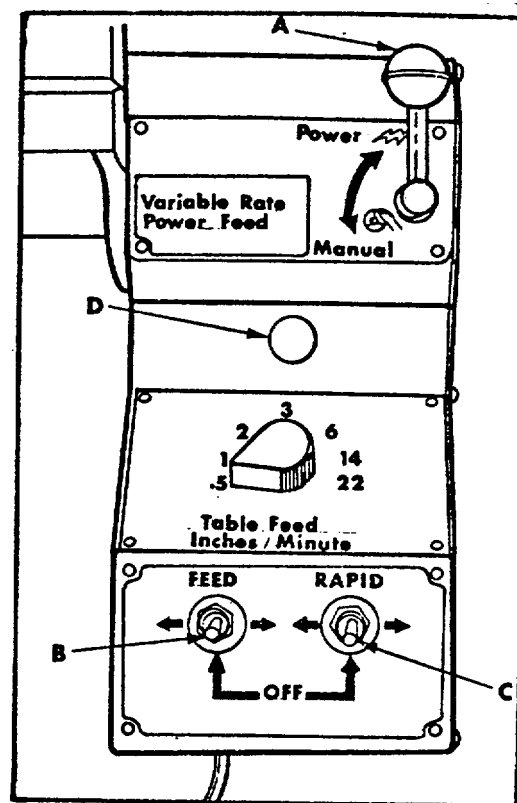 A
Power
Variable Rate
Power Feed
Manual
D
3
2 6
1 14
.5 22
Table Feed
Inches/Minute
FEED RAPID
B
OFF
C